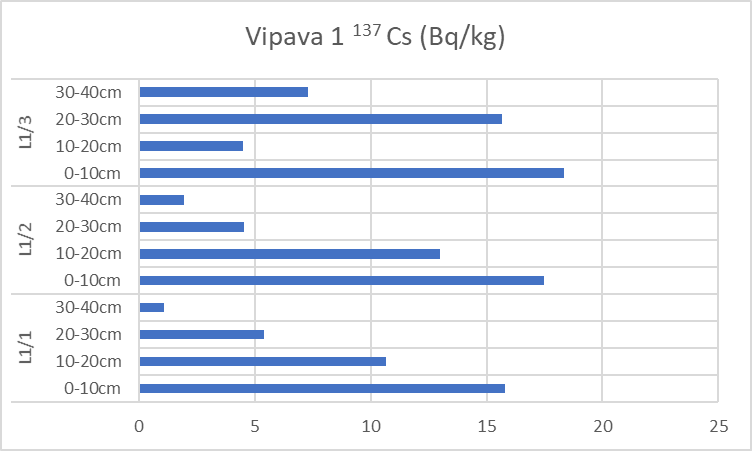 Vipava 1 ¹³⁷ Cs (Bq/kg)
L1/3
30-40cm
20-30cm
10-20cm
0-10cm
L1/2
30-40cm
20-30cm
10-20cm
0-10cm
L1/1
30-40cm
20-30cm
10-20cm
0-10cm
0 5 10 15 20 25